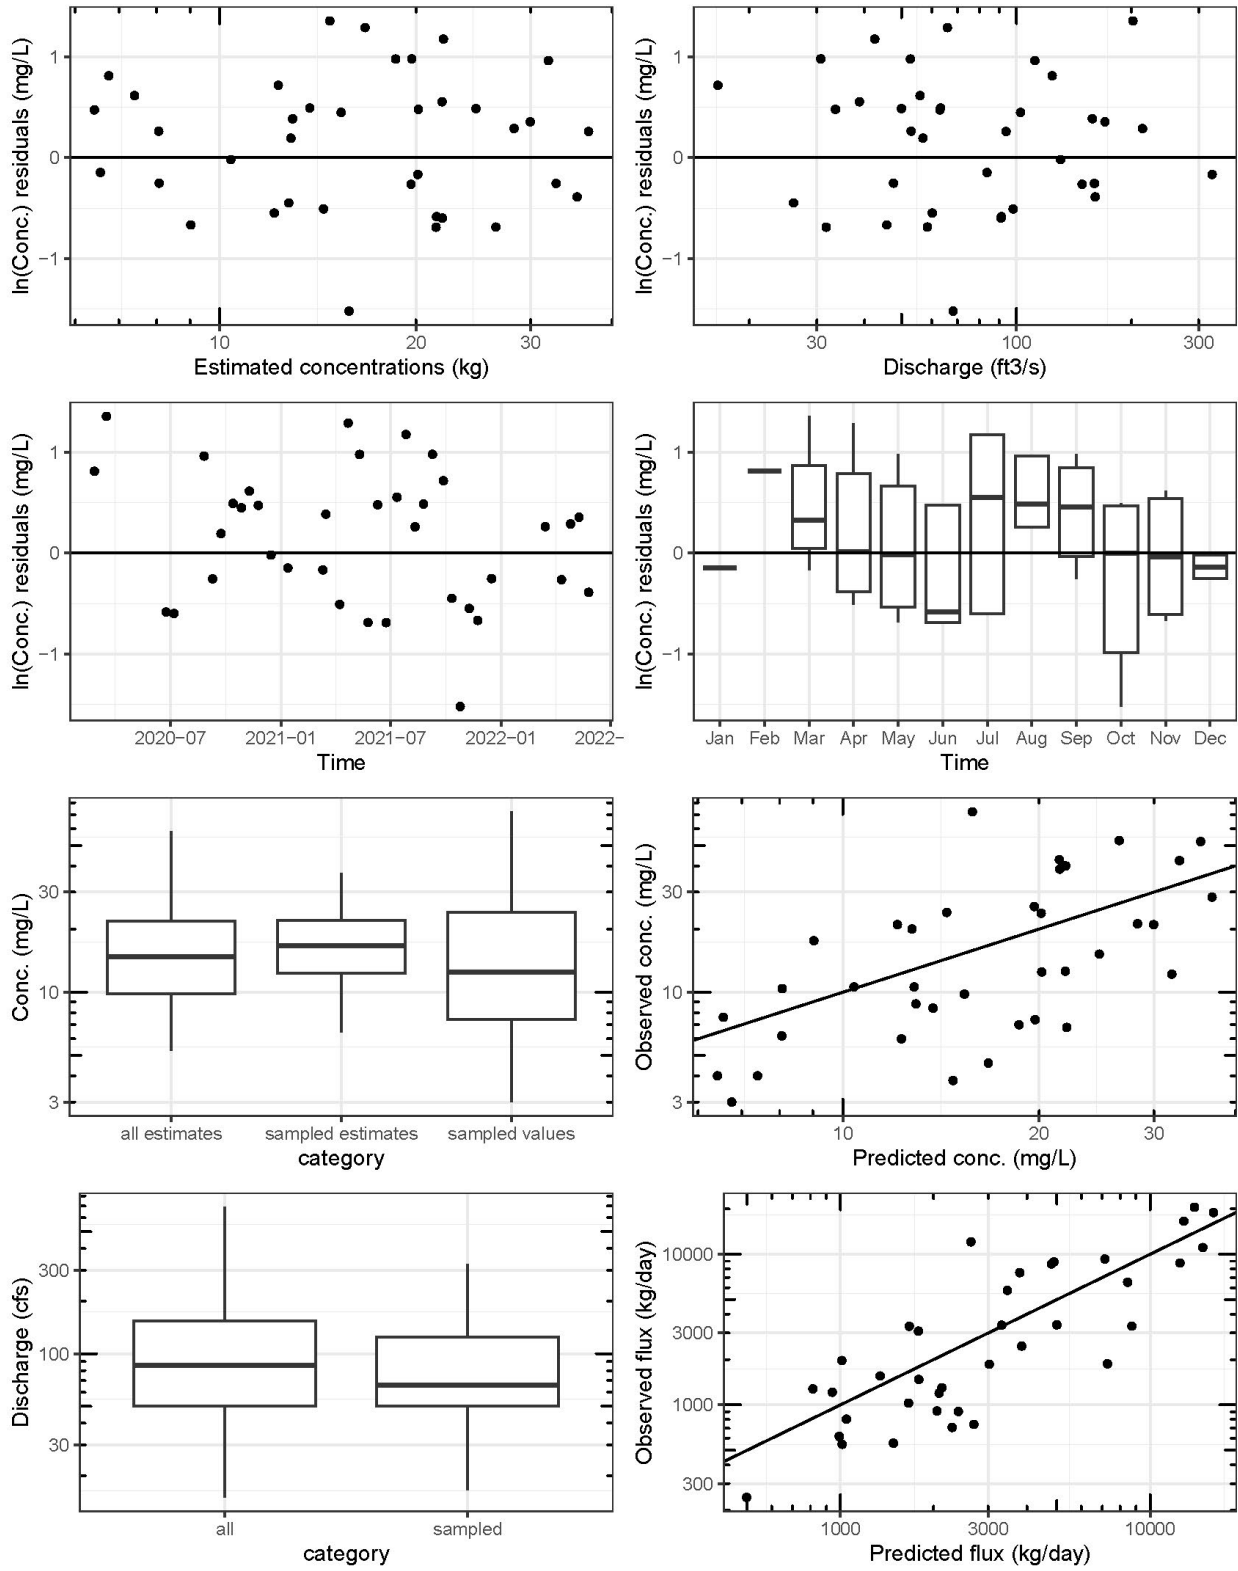 ln(Conc.) residuals (mg/L)
1
0
−1
10
20
30
Estimated concentrations (kg)
ln(Conc.) residuals (mg/L)
1
0
−1
30
100
300
Discharge (ft3/s)
ln(Conc.) residuals (mg/L)
1
0
−1
2020−07
2021−01
2021−07
2022−01
2022−
Time
ln(Conc.) residuals (mg/L)
1
0
−1
Jan
Feb
Mar
Apr
May
Jun
Jul
Aug
Sep
Oct
Nov
Dec
Time
Conc. (mg/L)
30
10
3
all estimates
sampled estimates
sampled values
category
Observed conc. (mg/L)
30
10
3
10
20
30
Predicted conc. (mg/L)
Discharge (cfs)
300
100
30
all
sampled
category
Observed flux (kg/day)
10000
3000
1000
300
1000
3000
10000
Predicted flux (kg/day)